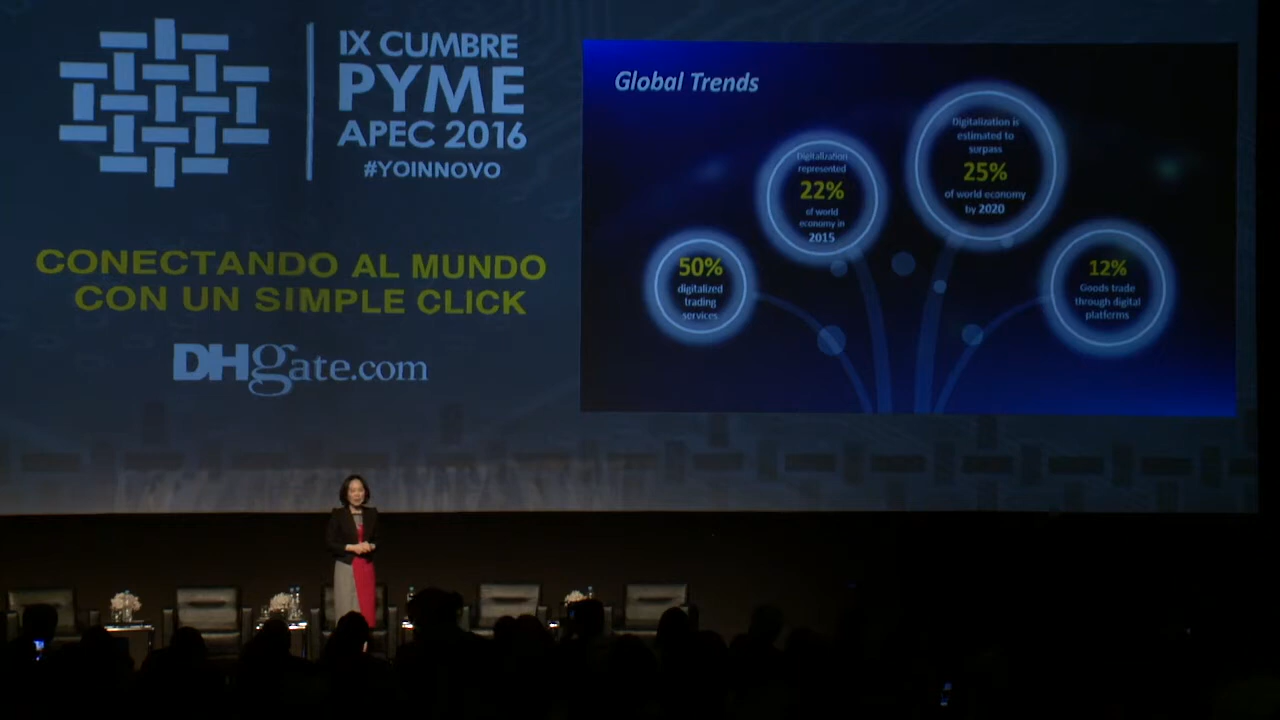 IX CUMBRE
PYME
APEC 2016
#YOINNOVO
CONECTANDO AL MUNDO
CON UN SIMPLE CLICK
DHgate.com
Global Trends
50%
digitalized
trading
services
Digitalization
represented
22%
of world
economy in
2015
Digitalization is
estimated to
surpass
25%
of world economy
by 2020
12%
Goods trade
through digital
platforms